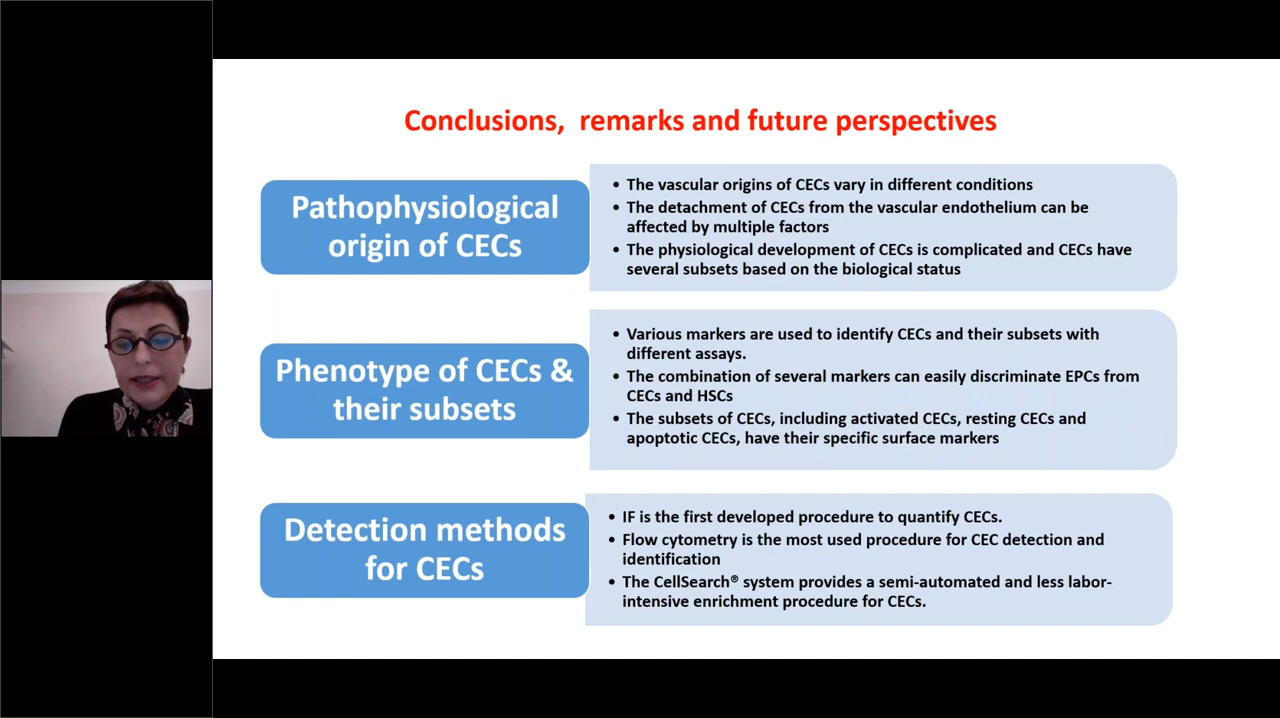 Conclusions,  remarks and future perspectives
Pathophysiological
origin of CECs
• The vascular origins of CECs vary in different conditions
• The detachment of CECs from the vascular endothelium can be
affected by multiple factors
• The physiological development of CECs is complicated and CECs have
several subsets based on the biological status
Phenotype of CECs &
their subsets
• Various markers are used to identify CECs and their subsets with
different assays.
• The combination of several markers can easily discriminate EPCs from
CECs and HSCs
• The subsets of CECs, including activated CECs, resting CECs and
apoptotic CECs, have their specific surface markers
Detection methods
for CECs
• IF is the first developed procedure to quantify CECs.
• Flow cytometry is the most used procedure for CEC detection and
identification
• The CellSearch® system provides a semi-automated and less labor-
intensive enrichment procedure for CECs.